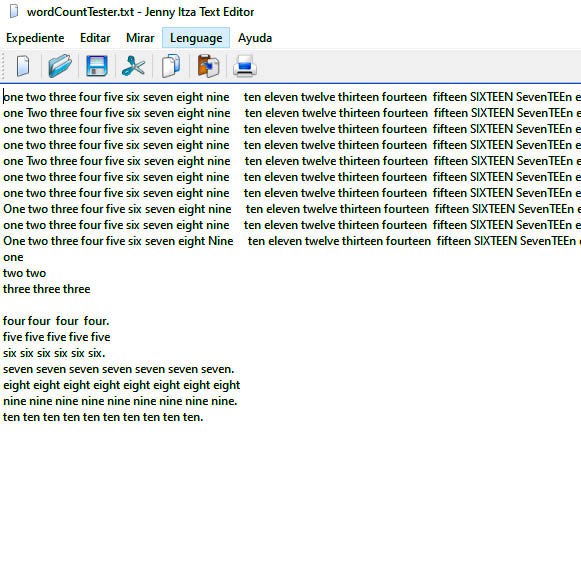 wordCountTester.txt - Jenny Itza Text Editor
Expediente Editar Mirar Lenguage Ayuda
one two three four five six seven eight nine ten eleven twelve thirteen fourteen fifteen SIXTEEN SevenTEEn e
one Two three four five six seven eight nine ten eleven twelve thirteen fourteen fifteen SIXTEEN SevenTEEn e
one two three four five six seven eight nine ten eleven twelve thirteen fourteen fifteen SIXTEEN SevenTEEn e
one two three four five six seven eight nine ten eleven twelve thirteen fourteen fifteen SIXTEEN SevenTEEn e
one Two three four five six seven eight nine ten eleven twelve thirteen fourteen fifteen SIXTEEN SevenTEEn e
one two three four five six seven eight nine ten eleven twelve thirteen fourteen fifteen SIXTEEN SevenTEEn e
one two three four five six seven eight nine ten eleven twelve thirteen fourteen fifteen SIXTEEN SevenTEEn e
One two three four five six seven eight nine ten eleven twelve thirteen fourteen fifteen SIXTEEN SevenTEEn
one two three four five six seven eight nine ten eleven twelve thirteen fourteen fifteen SIXTEEN SevenTEEn e
One two three four five six seven eight Nine ten eleven twelve thirteen fourteen fifteen SIXTEEN SevenTEEn
one
two two
three three three
four four four four.
five five five five five
six six six six six six.
seven seven seven seven seven seven seven.
eight eight eight eight eight eight eight eight
nine nine nine nine nine nine nine nine nine.
ten ten ten ten ten ten ten ten ten ten.